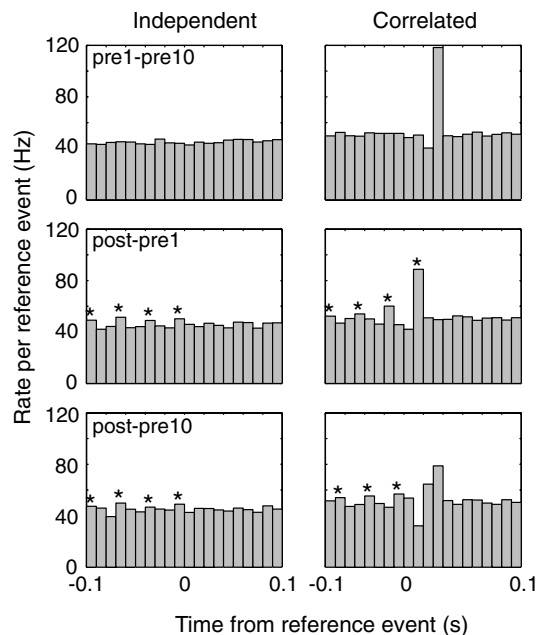 Independent
Correlated
Rate per reference event (Hz)
120
80
40
0
pre1-pre10
120
80
40
0
post-pre1
* * * *
* * * *
120
80
40
0
post-pre10
* * * *
* * *
-0.1 0 0.1
-0.1 0 0.1
Time from reference event (s)